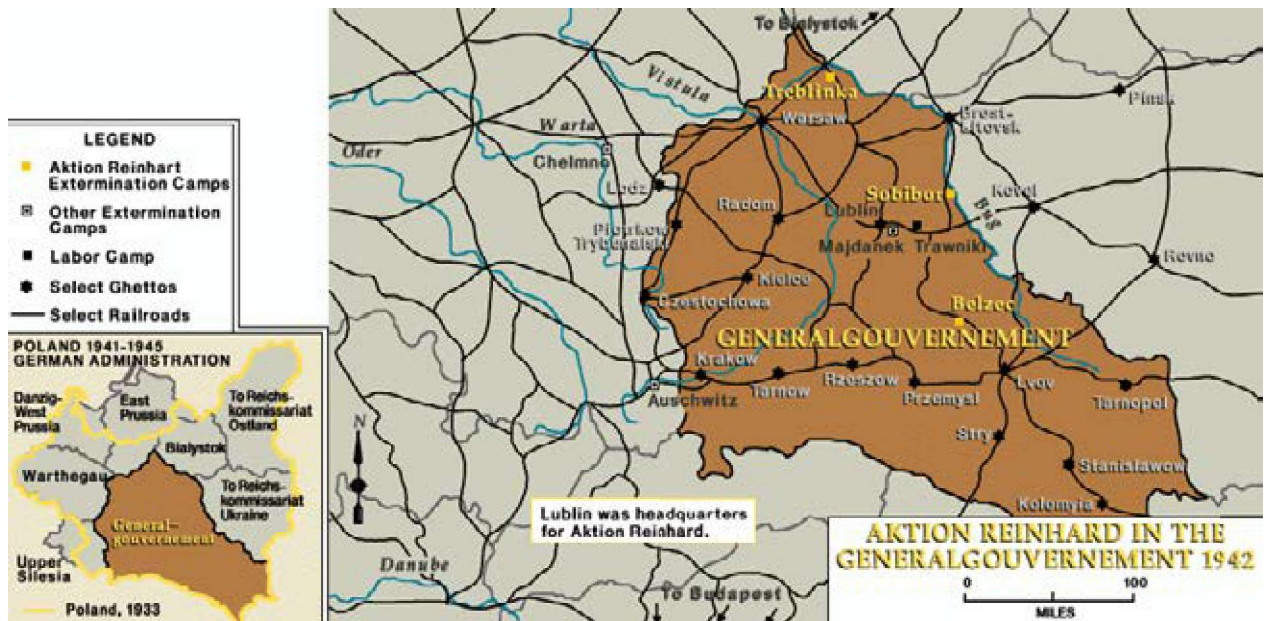 LEGEND
Aktion Reinhart
Extermination Camps
Other Extermination
Camps
Labor Camp
Select Ghettos
Select Railroads
POLAND 1941-1945
GERMAN ADMINISTRATION
Danzig-
West
Prussia
East
Prussia
To Reichs-
kommissariat
Ostland
Bialystok
Warthegau
To Reichs-
kommissariat
Ukraine
General-
gouvernement
Upper
Silesia
Poland, 1933
To Bialystok
Vistula
Treblinka
Pinsk
Warsaw
Brest-
Litovsk
Warta
Oder
Chelmno
Lodz
Sobibor
Kovel
Bug
Radom
Lublin
Piotrkow
Trybunalski
Majdanek
Trawniki
Rovno
Kielce
Czestochowa
Belzec
GENERALGOUVERNEMENT
Krakow
Auschwitz
Tarnow
Rzeszow
Przemysl
Lvov
Tarnopol
Stry
Stanislawow
Kolomyia
N
Lublin was headquarters
for Aktion Reinhard.
Danube
To Budapest
AKTION REINHARD IN THE
GENERALGOUVERNEMENT 1942
0 100
MILES